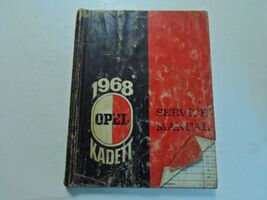 1968
OPEL
KADETT
SERVICE
MANUAL